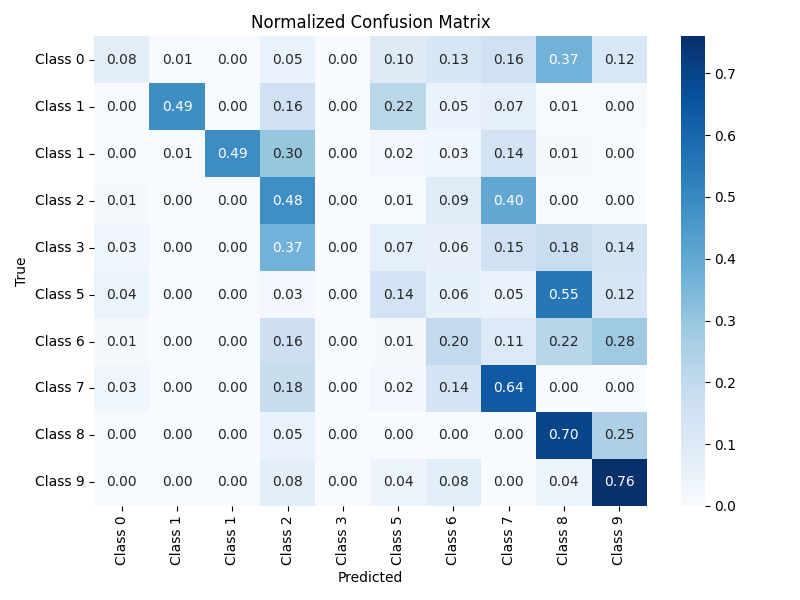 Normalized Confusion Matrix
Class 0 0.08 0.01 0.00 0.05 0.00 0.10 0.13 0.16 0.37 0.12
Class 1 0.00 0.49 0.00 0.16 0.00 0.22 0.05 0.07 0.01 0.00
Class 1 0.00 0.01 0.49 0.30 0.00 0.02 0.03 0.14 0.01 0.00
Class 2 0.01 0.00 0.00 0.48 0.00 0.01 0.09 0.40 0.00 0.00
Class 3 0.03 0.00 0.00 0.37 0.00 0.07 0.06 0.15 0.18 0.14
Class 5 0.04 0.00 0.00 0.03 0.00 0.14 0.06 0.05 0.55 0.12
Class 6 0.01 0.00 0.00 0.16 0.00 0.01 0.20 0.11 0.22 0.28
Class 7 0.03 0.00 0.00 0.18 0.00 0.02 0.14 0.64 0.00 0.00
Class 8 0.00 0.00 0.00 0.05 0.00 0.00 0.00 0.00 0.70 0.25
Class 9 0.00 0.00 0.00 0.08 0.00 0.04 0.08 0.00 0.04 0.76
True
Class 0 Class 1 Class 1 Class 2 Class 3 Class 5 Class 6 Class 7 Class 8 Class 9
Predicted
0.7
0.6
0.5
0.4
0.3
0.2
0.1
0.0